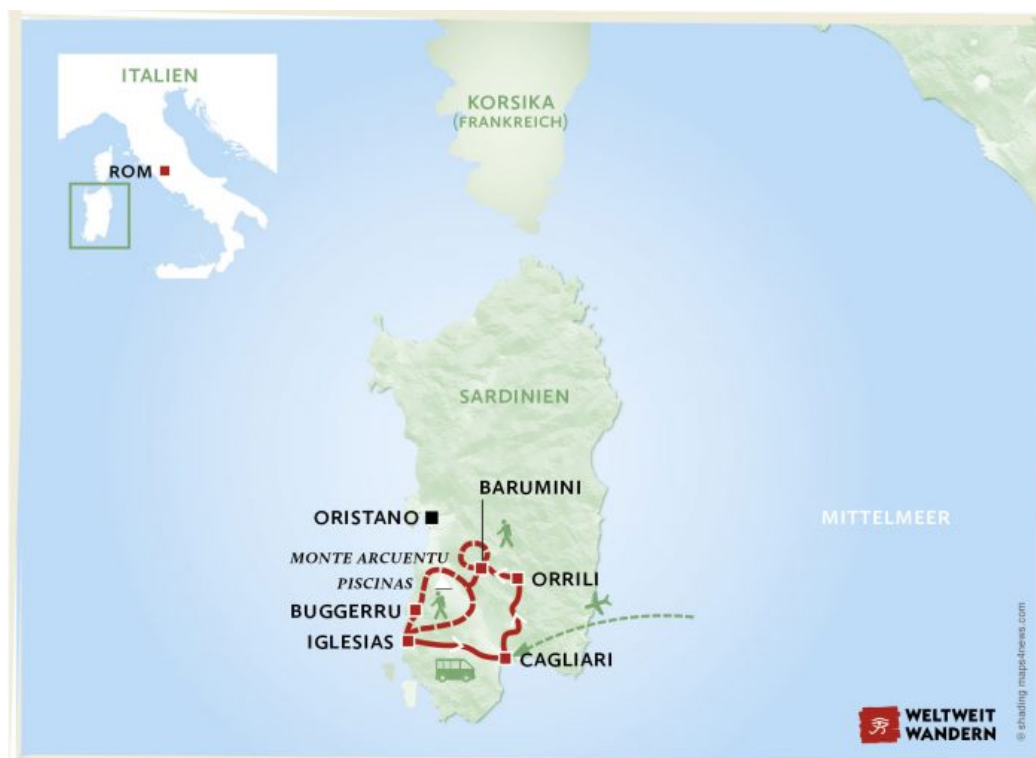 ITALIEN
ROM
KORSIKA
(FRANKREICH)
SARDINIEN
BARUMINI
ORISTANO
MITTELMEER
MONTE ARCUENTU
PISCINAS
ORRILI
BUGGERRU
IGLESIAS
CAGLIARI
WELTWEIT
WANDERN
© shading maps4news.com